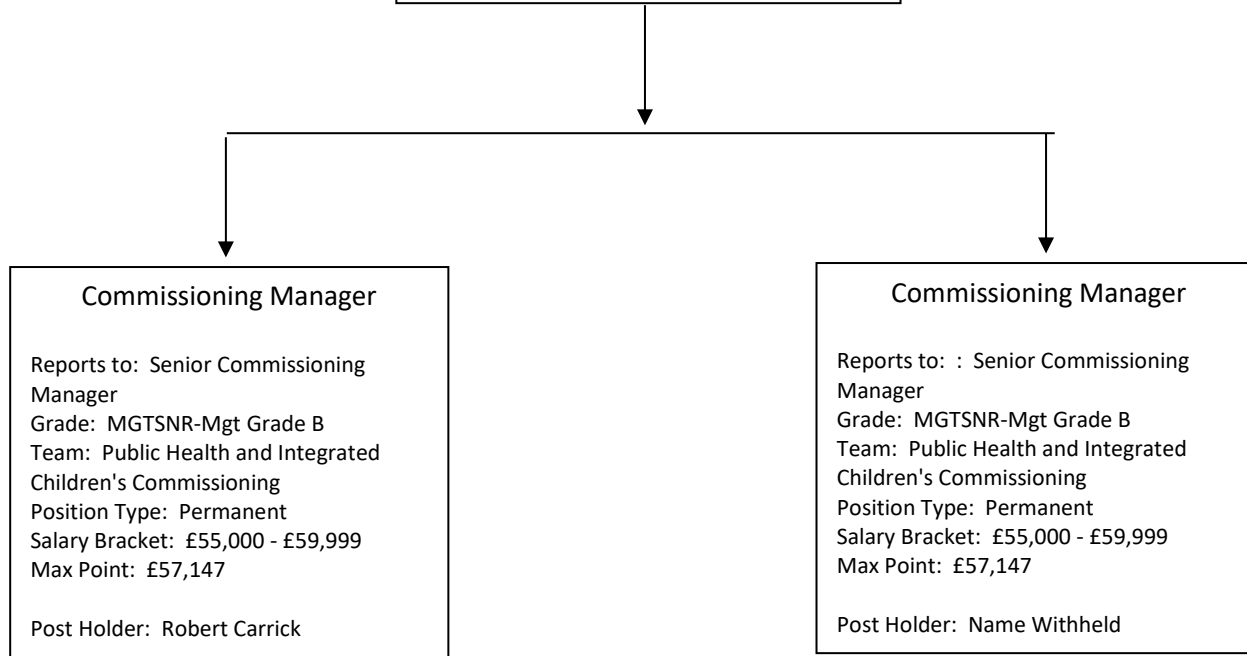 Commissioning Manager
Reports to: Senior Commissioning
Manager
Grade: MGTSNR-Mgt Grade B
Team: Public Health and Integrated
Children's Commissioning
Position Type: Permanent
Salary Bracket: £55,000 - £59,999
Max Point: £57,147
Post Holder: Robert Carrick
Commissioning Manager
Reports to: : Senior Commissioning
Manager
Grade: MGTSNR-Mgt Grade B
Team: Public Health and Integrated
Children's Commissioning
Position Type: Permanent
Salary Bracket: £55,000 - £59,999
Max Point: £57,147
Post Holder: Name Withheld